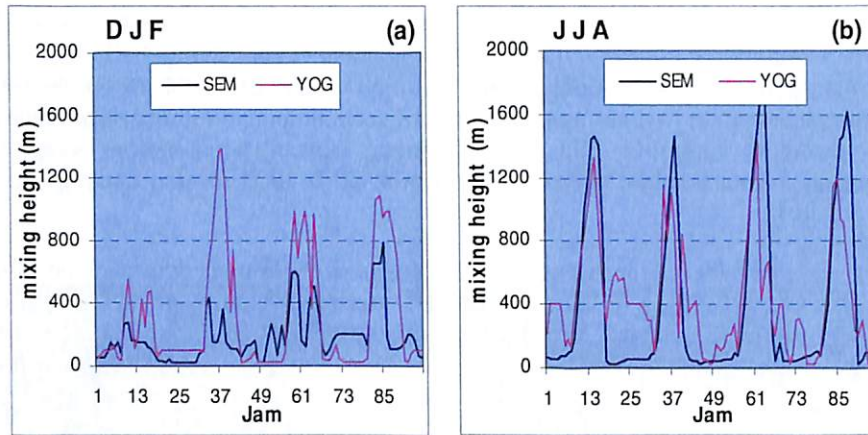 D J F (a)
2000
1600
1200
800
400
0
mixing height (m)
SEM YOG
1 13 25 37 49 61 73 85
Jam
J J A (b)
2000
1600
1200
800
400
0
mixing height (m)
SEM YOG
1 13 25 37 49 61 73 85
Jam